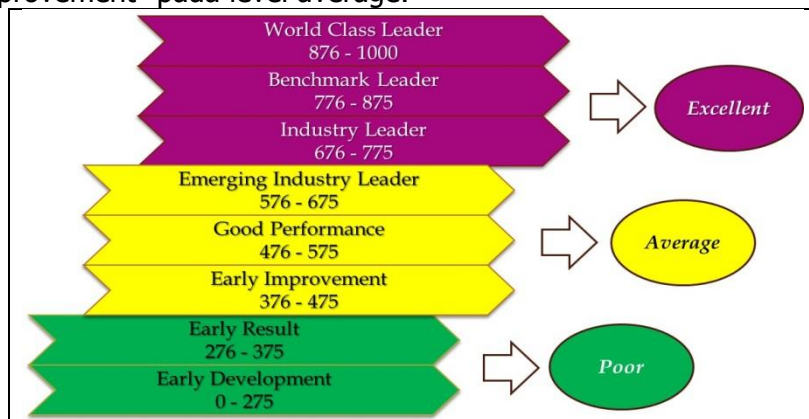 provement" pada level average.
World Class Leader
876 - 1000
Benchmark Leader
776 - 875
Industry Leader
676 - 775
Excellent
Emerging Industry Leader
576 - 675
Good Performance
476 - 575
Early Improvement
376 - 475
Average
Early Result
276 - 375
Early Development
0 - 275
Poor